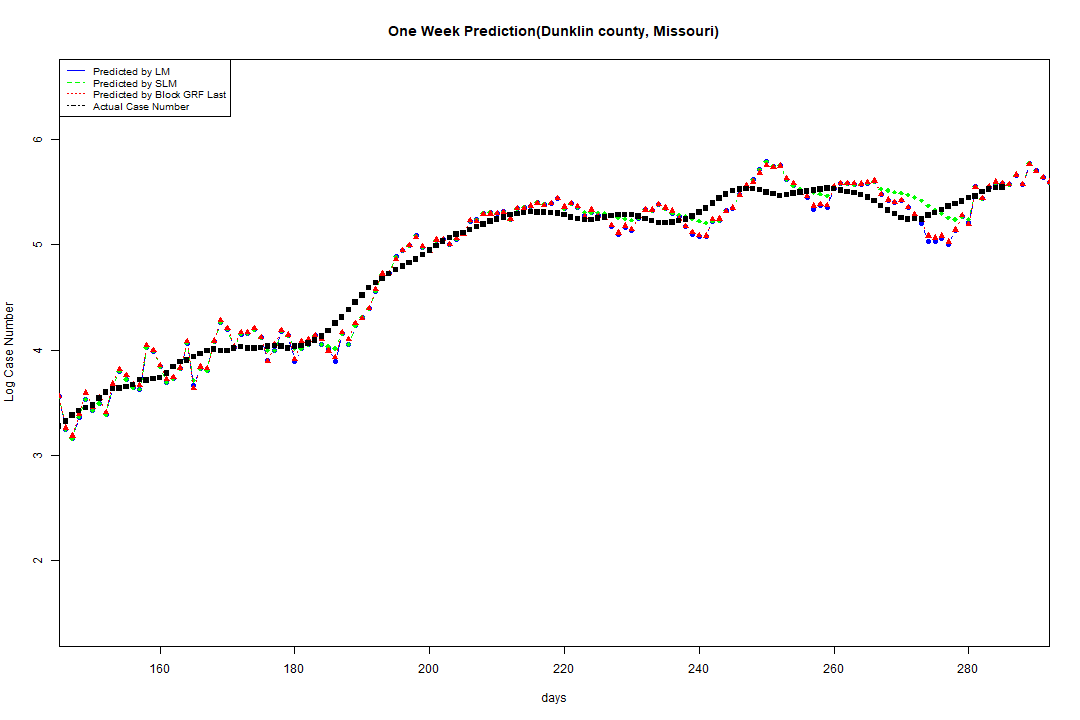 One Week Prediction(Dunklin county, Missouri)
Predicted by LM
Predicted by SLM
Predicted by Block GRF Last
Actual Case Number
6
5
4
3
2
Log Case Number
160 180 200 220 240 260 280
days